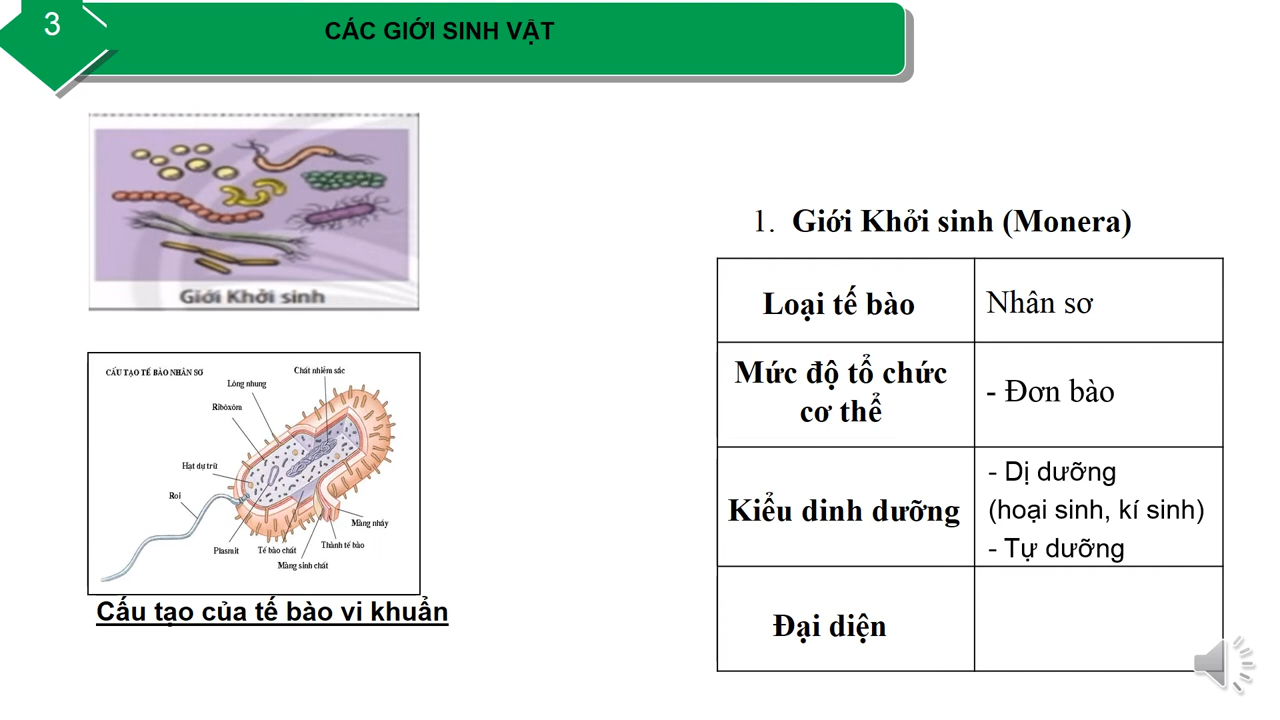 3
CÁC GIỚI SINH VẬT
Giới Khởi sinh
CẤU TẠO TẾ BÀO NHÂN SƠ
Chất nhiễm sắc
Lông nhung
Ribôxôm
Hạt dự trữ
Roi
Màng nhày
Thành tế bào
Plasmit
Tế bào chất
Màng sinh chất
Cấu tạo của tế bào vi khuẩn
1. Giới Khởi sinh (Monera)
Loại tế bào
Nhân sơ
Mức độ tổ chức
cơ thể
- Đơn bào
Kiểu dinh dưỡng
- Dị dưỡng
(hoại sinh, kí sinh)
- Tự dưỡng
Đại diện